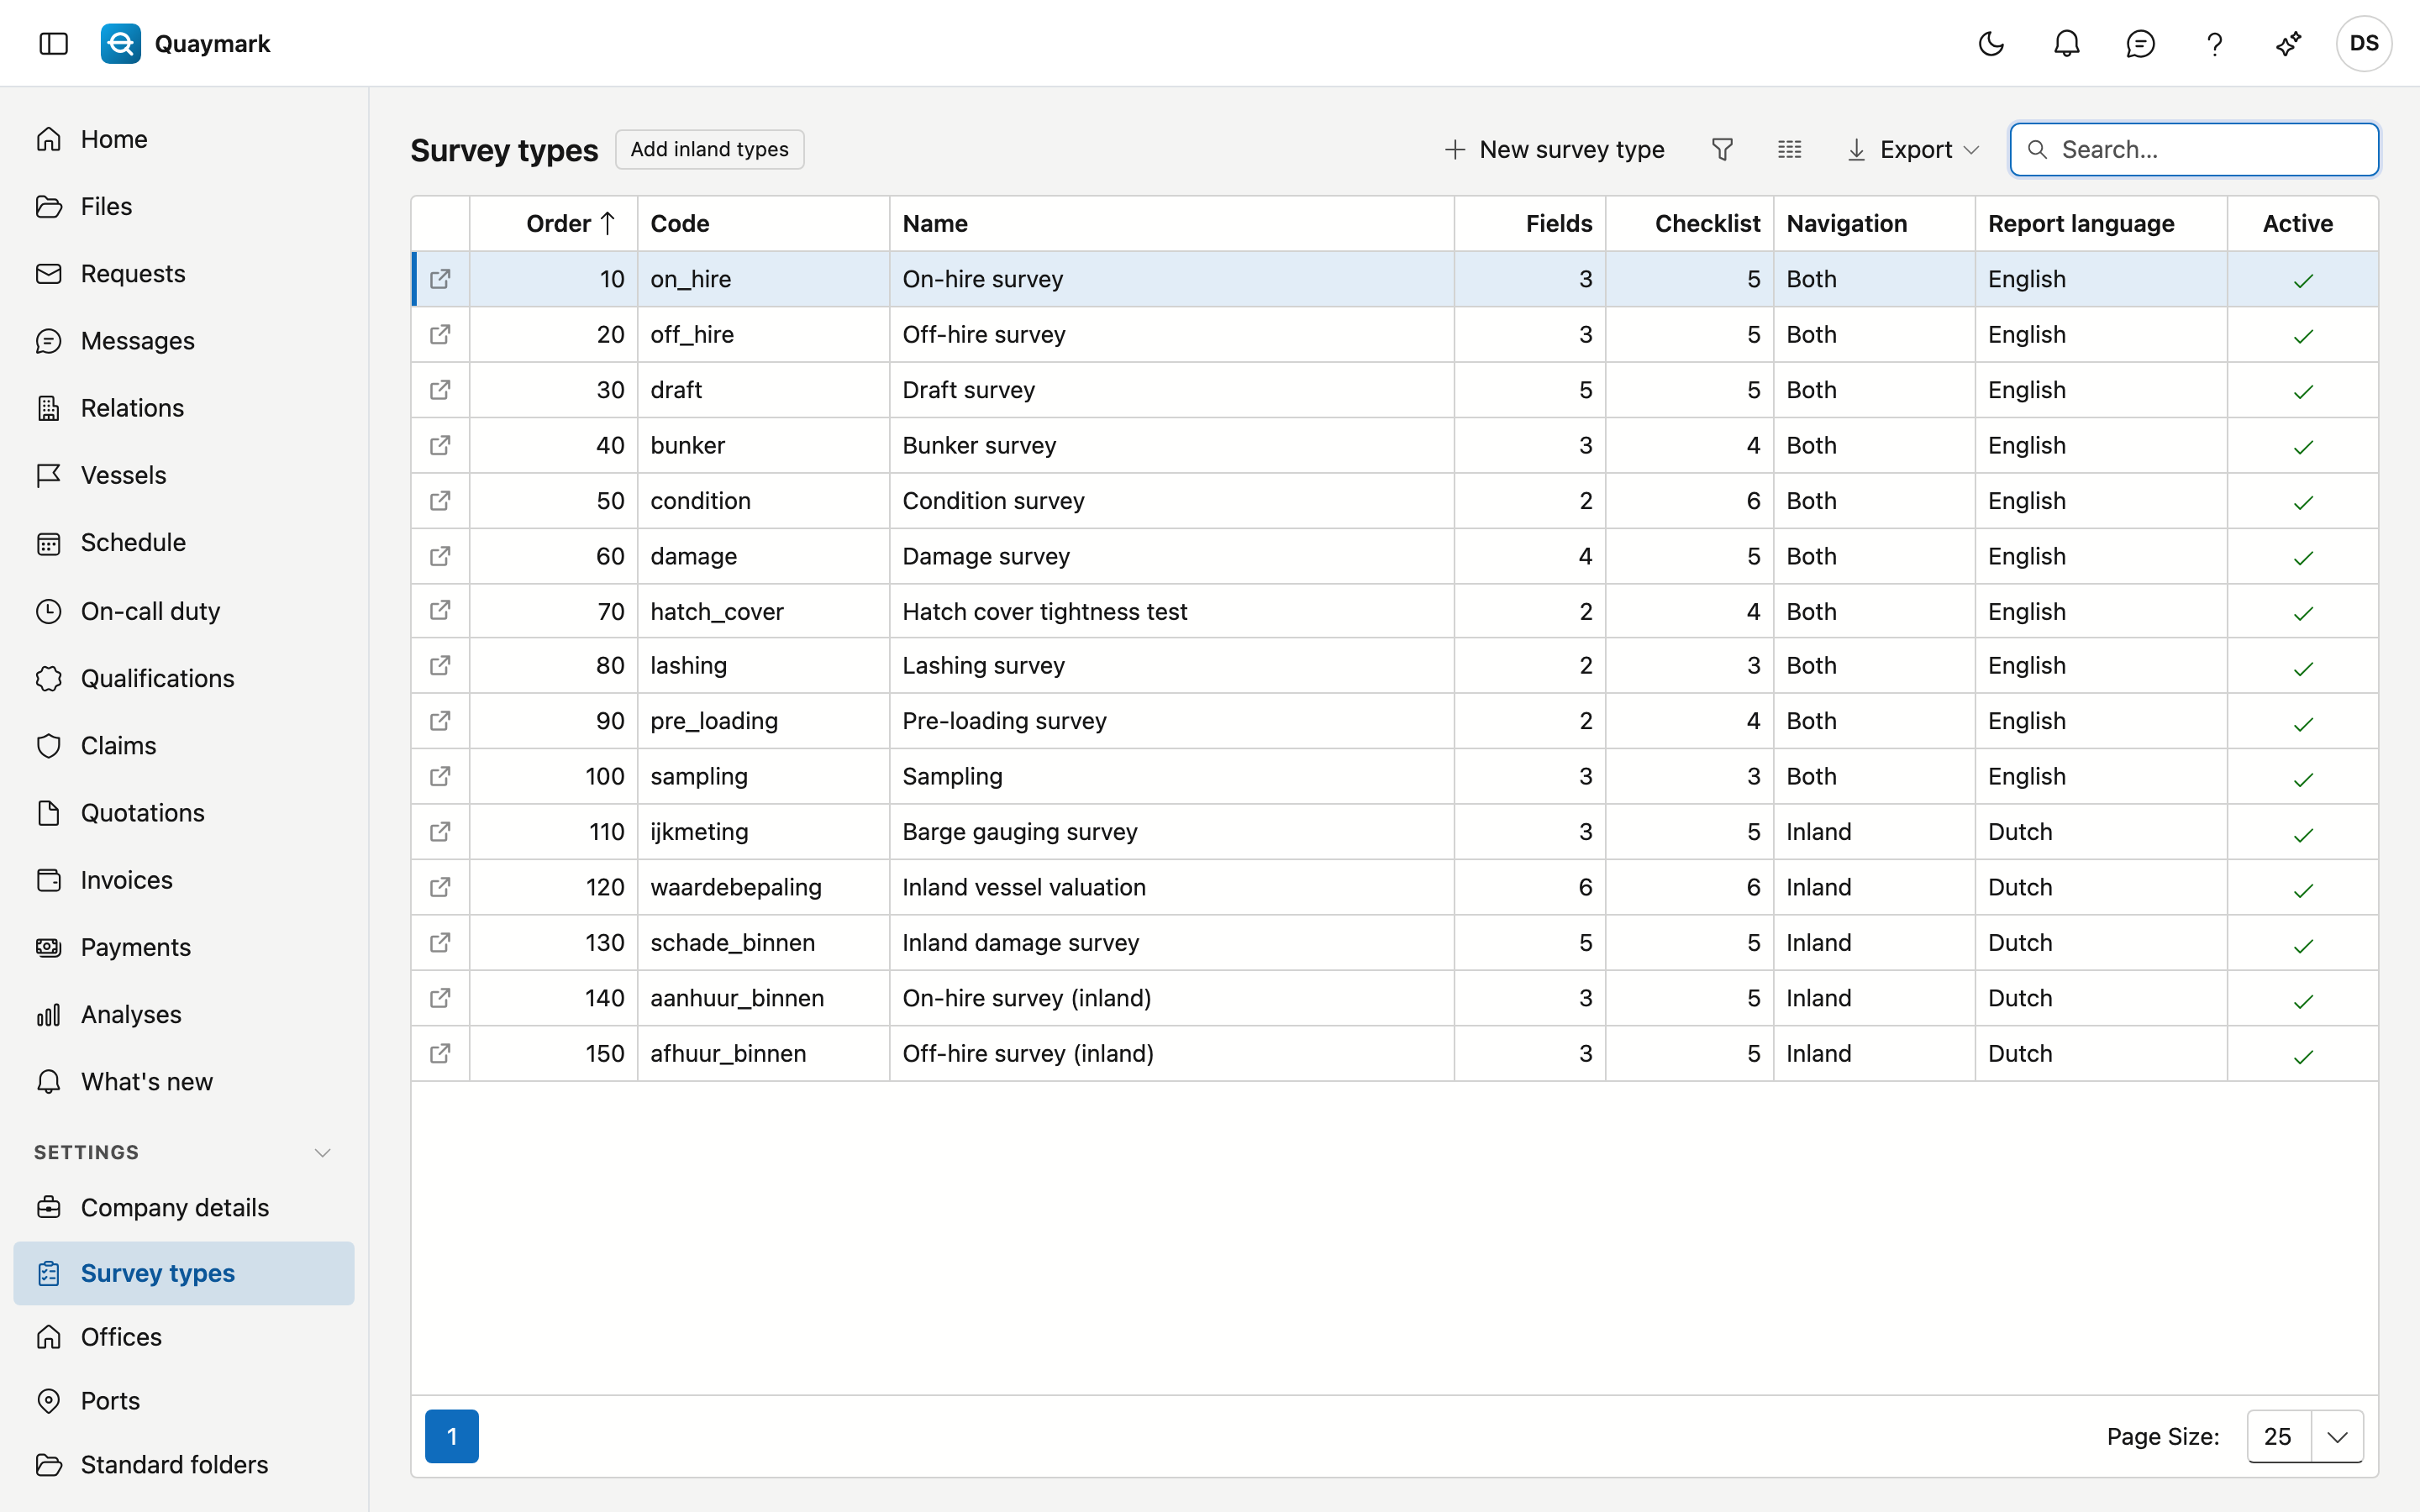 Quaymark
DS
Home
Files
Requests
Messages
Relations
Vessels
Schedule
On-call duty
Qualifications
Claims
Quotations
Invoices
Payments
Analyses
What's new
SETTINGS
Company details
Survey types
Offices
Ports
Standard folders
Survey types Add inland types New survey type Export Search...
Order Code Name Fields Checklist Navigation Report language Active
10 on_hire On-hire survey 3 5 Both English
20 off_hire Off-hire survey 3 5 Both English
30 draft Draft survey 5 5 Both English
40 bunker Bunker survey 3 4 Both English
50 condition Condition survey 2 6 Both English
60 damage Damage survey 4 5 Both English
70 hatch_cover Hatch cover tightness test 2 4 Both English
80 lashing Lashing survey 2 3 Both English
90 pre_loading Pre-loading survey 2 4 Both English
100 sampling Sampling 3 3 Both English
110 ijkmeting Barge gauging survey 3 5 Inland Dutch
120 waardebepaling Inland vessel valuation 6 6 Inland Dutch
130 schade_binnen Inland damage survey 5 5 Inland Dutch
140 aanhuur_binnen On-hire survey (inland) 3 5 Inland Dutch
150 afhuur_binnen Off-hire survey (inland) 3 5 Inland Dutch
1 Page Size: 25